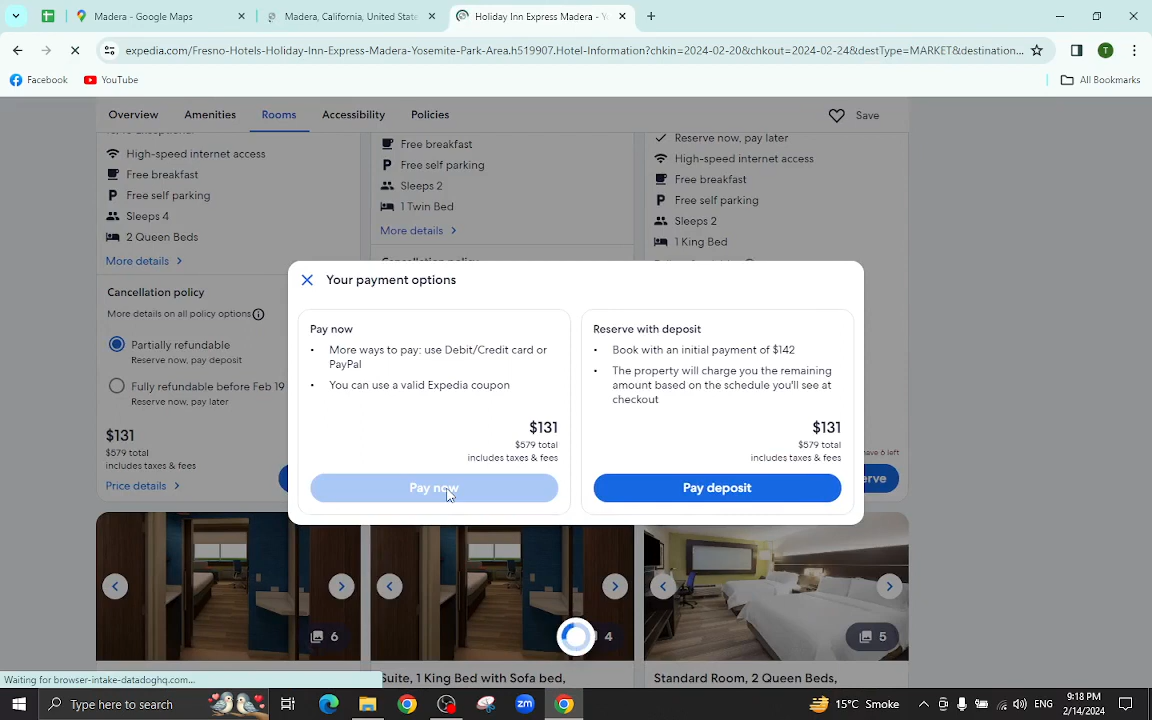 Madera - Google Maps
Madera, California, United State
Holiday Inn Express Madera - Y
expedia.com/Fresno-Hotels-Holiday-Inn-Express-Madera-Yosemite-Park-Area.h519907.Hotel-Information?chkin=2024-02-20&chkout=2024-02-24&destType=MARKET&destination...
T
Facebook
YouTube
All Bookmarks
Overview
Amenities
Rooms
Accessibility
Policies
Save
High-speed internet access
Free breakfast
Free self parking
Sleeps 4
2 Queen Beds
More details
Cancellation policy
More details on all policy options
Partially refundable
Reserve now, pay deposit
Fully refundable before Feb 19
Reserve now, pay later
$131
$579 total
includes taxes & fees
Price details
Free breakfast
Free self parking
Sleeps 2
1 Twin Bed
More details
Reserve now, pay later
High-speed internet access
Free breakfast
Free self parking
Sleeps 2
1 King Bed
Your payment options
Pay now
• More ways to pay: use Debit/Credit card or
PayPal
• You can use a valid Expedia coupon
$131
$579 total
includes taxes & fees
Pay now
Reserve with deposit
• Book with an initial payment of $142
• The property will charge you the remaining
amount based on the schedule you'll see at
checkout
$131
$579 total
includes taxes & fees
Pay deposit
have 6 left
erve
6
4
5
Suite, 1 King Bed with Sofa bed,
Standard Room, 2 Queen Beds,
Waiting for browser-intake-datadoghq.com...
Type here to search
zm
15°C Smoke
ENG
9:18 PM
2/14/2024